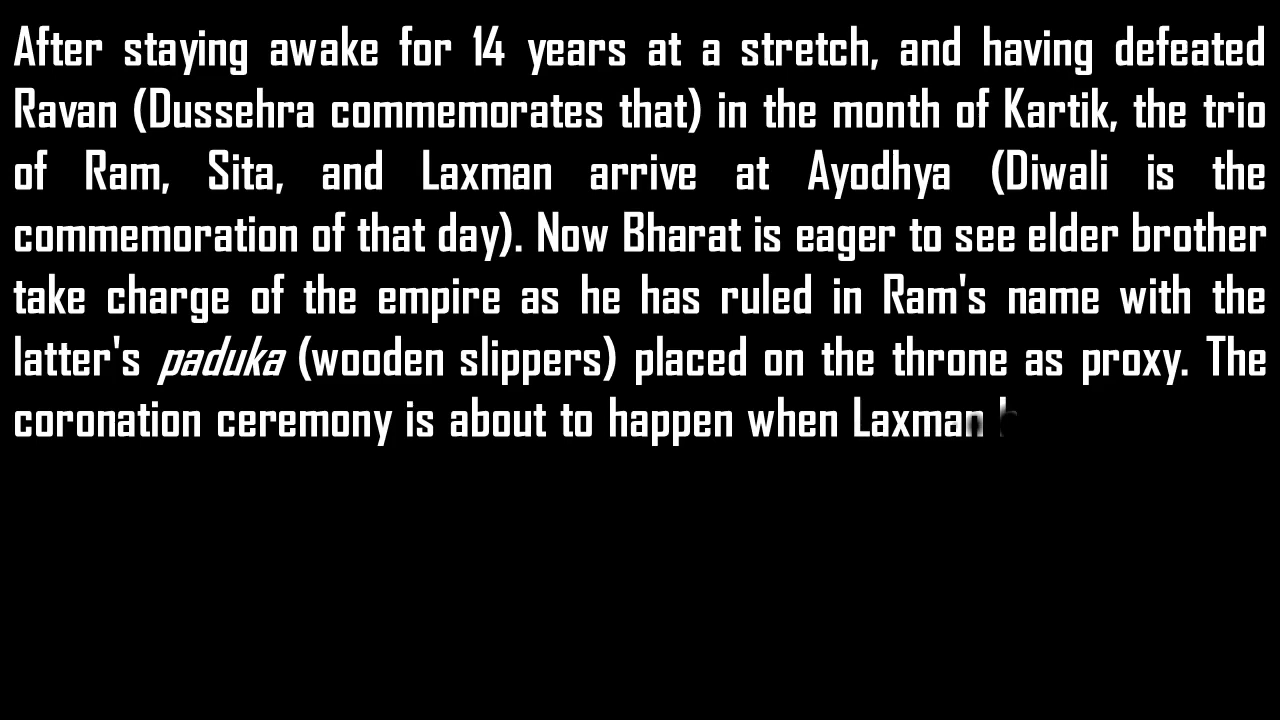 After staying awake for 14 years at a stretch, and having defeated
Ravan (Dussehra commemorates that) in the month of Kartik, the trio
of Ram, Sita, and Laxman arrive at Ayodhya (Diwali is the
commemoration of that day). Now Bharat is eager to see elder brother
take charge of the empire as he has ruled in Ram's name with the
latter's paduka (wooden slippers) placed on the throne as proxy. The
coronation ceremony is about to happen when Laxman